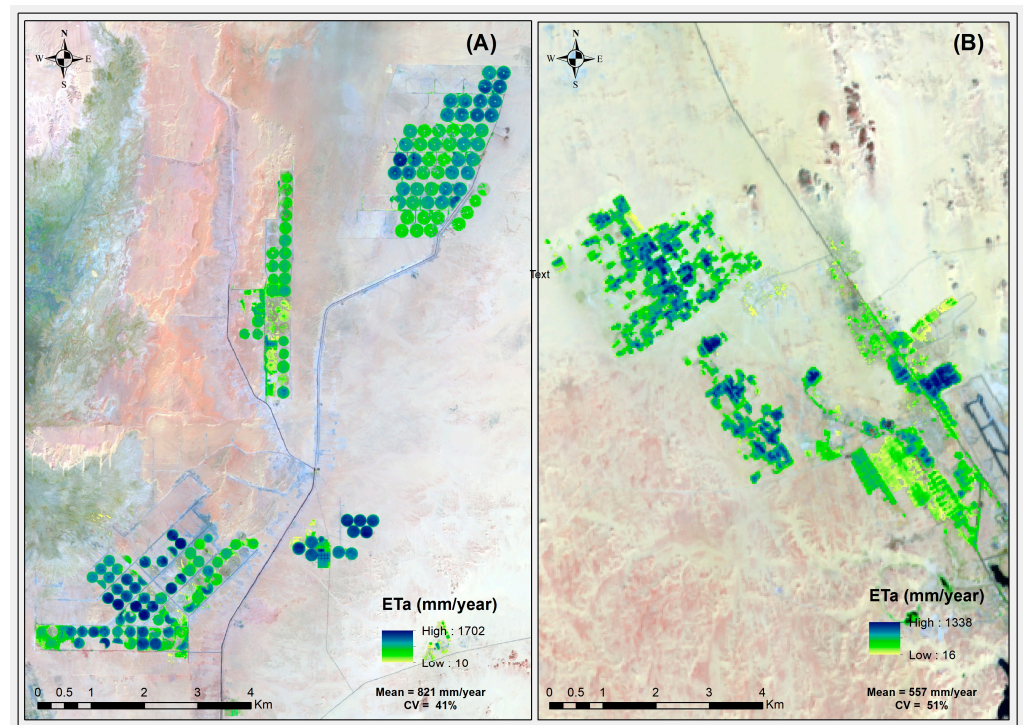 (A)
N
W E
S
ETa (mm/year)
High : 1702
Low : 10
0 0.5 1 2 3 4 Km
Mean = 821 mm/year
CV = 41%
Text
(B)
N
W E
S
ETa (mm/year)
High : 1338
Low : 16
0 0.5 1 2 3 4 Km
Mean = 557 mm/year
CV = 51%